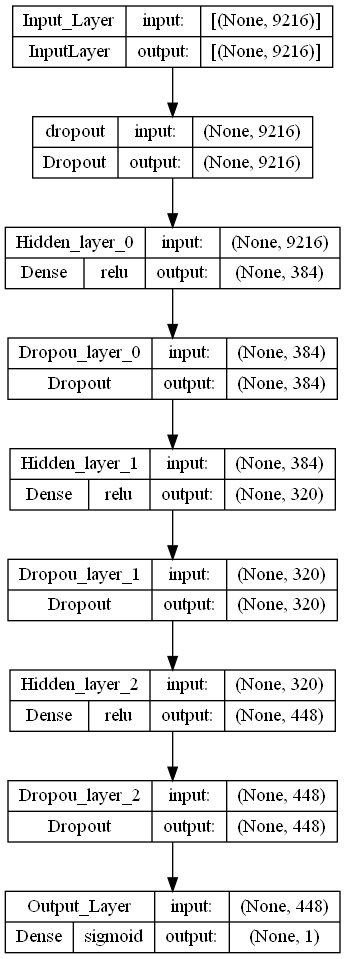 Input_Layer input: [(None, 9216)]
InputLayer output: [(None, 9216)]
dropout input: (None, 9216)
Dropout output: (None, 9216)
Hidden_layer_0 input: (None, 9216)
Dense relu output: (None, 384)
Dropou_layer_0 input: (None, 384)
Dropout output: (None, 384)
Hidden_layer_1 input: (None, 384)
Dense relu output: (None, 320)
Dropou_layer_1 input: (None, 320)
Dropout output: (None, 320)
Hidden_layer_2 input: (None, 320)
Dense relu output: (None, 448)
Dropou_layer_2 input: (None, 448)
Dropout output: (None, 448)
Output_Layer input: (None, 448)
Dense sigmoid output: (None, 1)